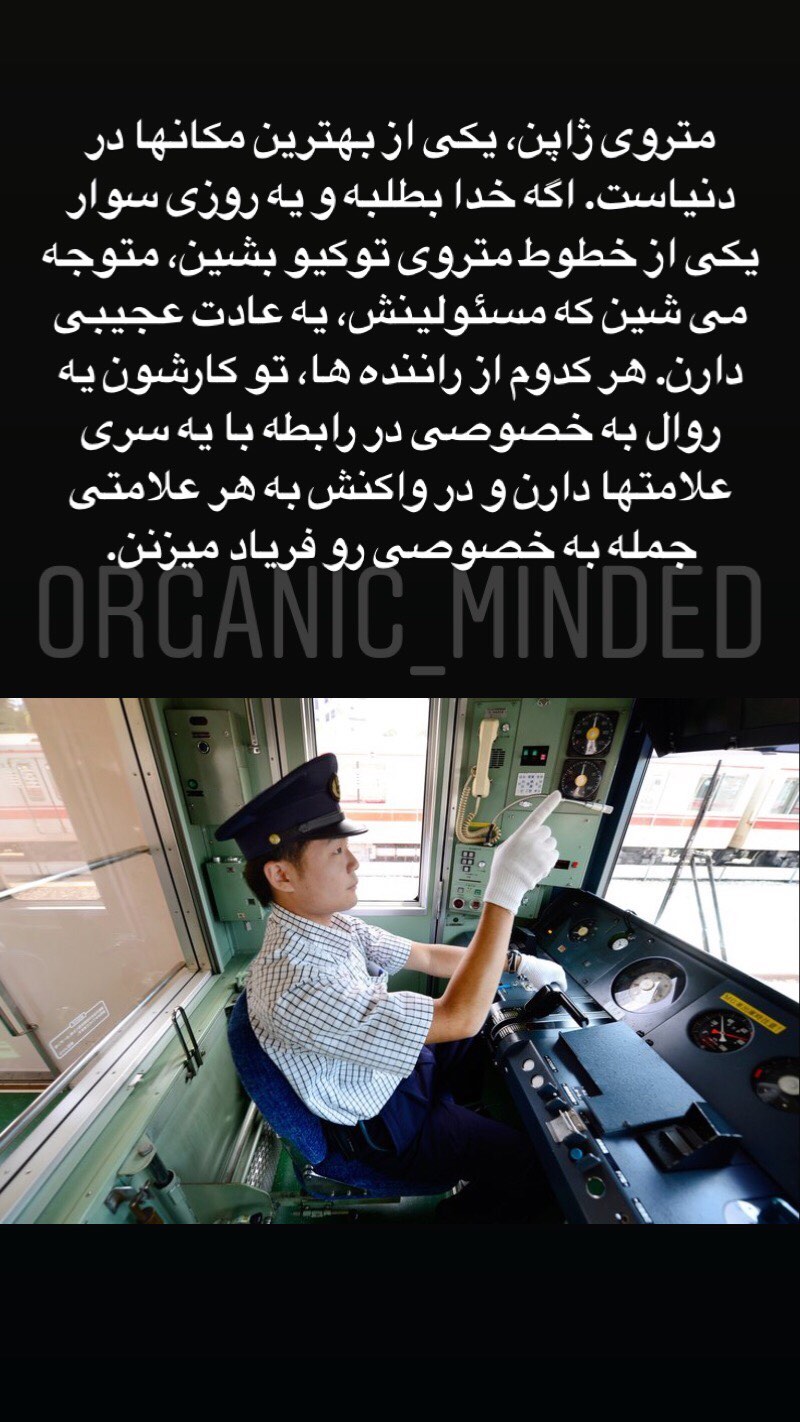 متروی ژاپن، یکی از بهترین مکانها در
دنیاست. اگه خدا بطلبه و یه روزی سوار
یکی از خطوط متروی توکیو بشین، متوجه
می شین که مسئولینش، یه عادت عجیبی
دارن. هر کدوم از راننده ها، تو کارشون یه
روال به خصوصی در رابطه با یه سری
علامتها دارن و در واکنش به هر علامتی
جمله به خصوصی رو فریاد میزنن.
ORGANIC_MINDED